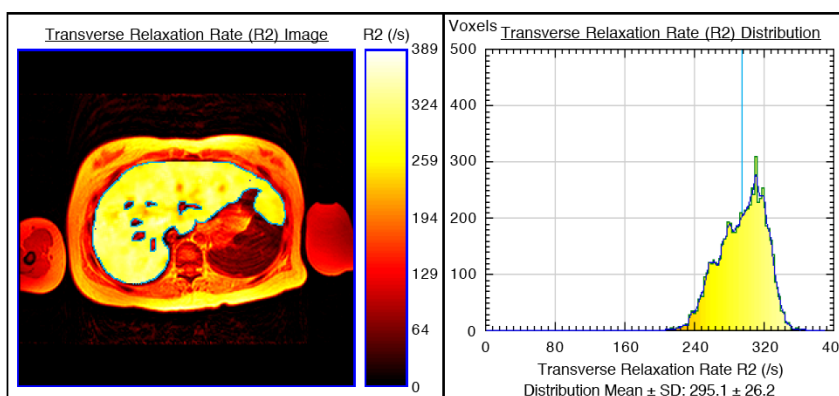 Transverse Relaxation Rate (R2) Image
R2 (/s)
389
324
259
194
129
64
0
Voxels
Transverse Relaxation Rate (R2) Distribution
500
400
300
200
100
0
0 80 160 240 320 40
Transverse Relaxation Rate R2 (/s)
Distribution Mean ± SD: 295.1 ± 26.2